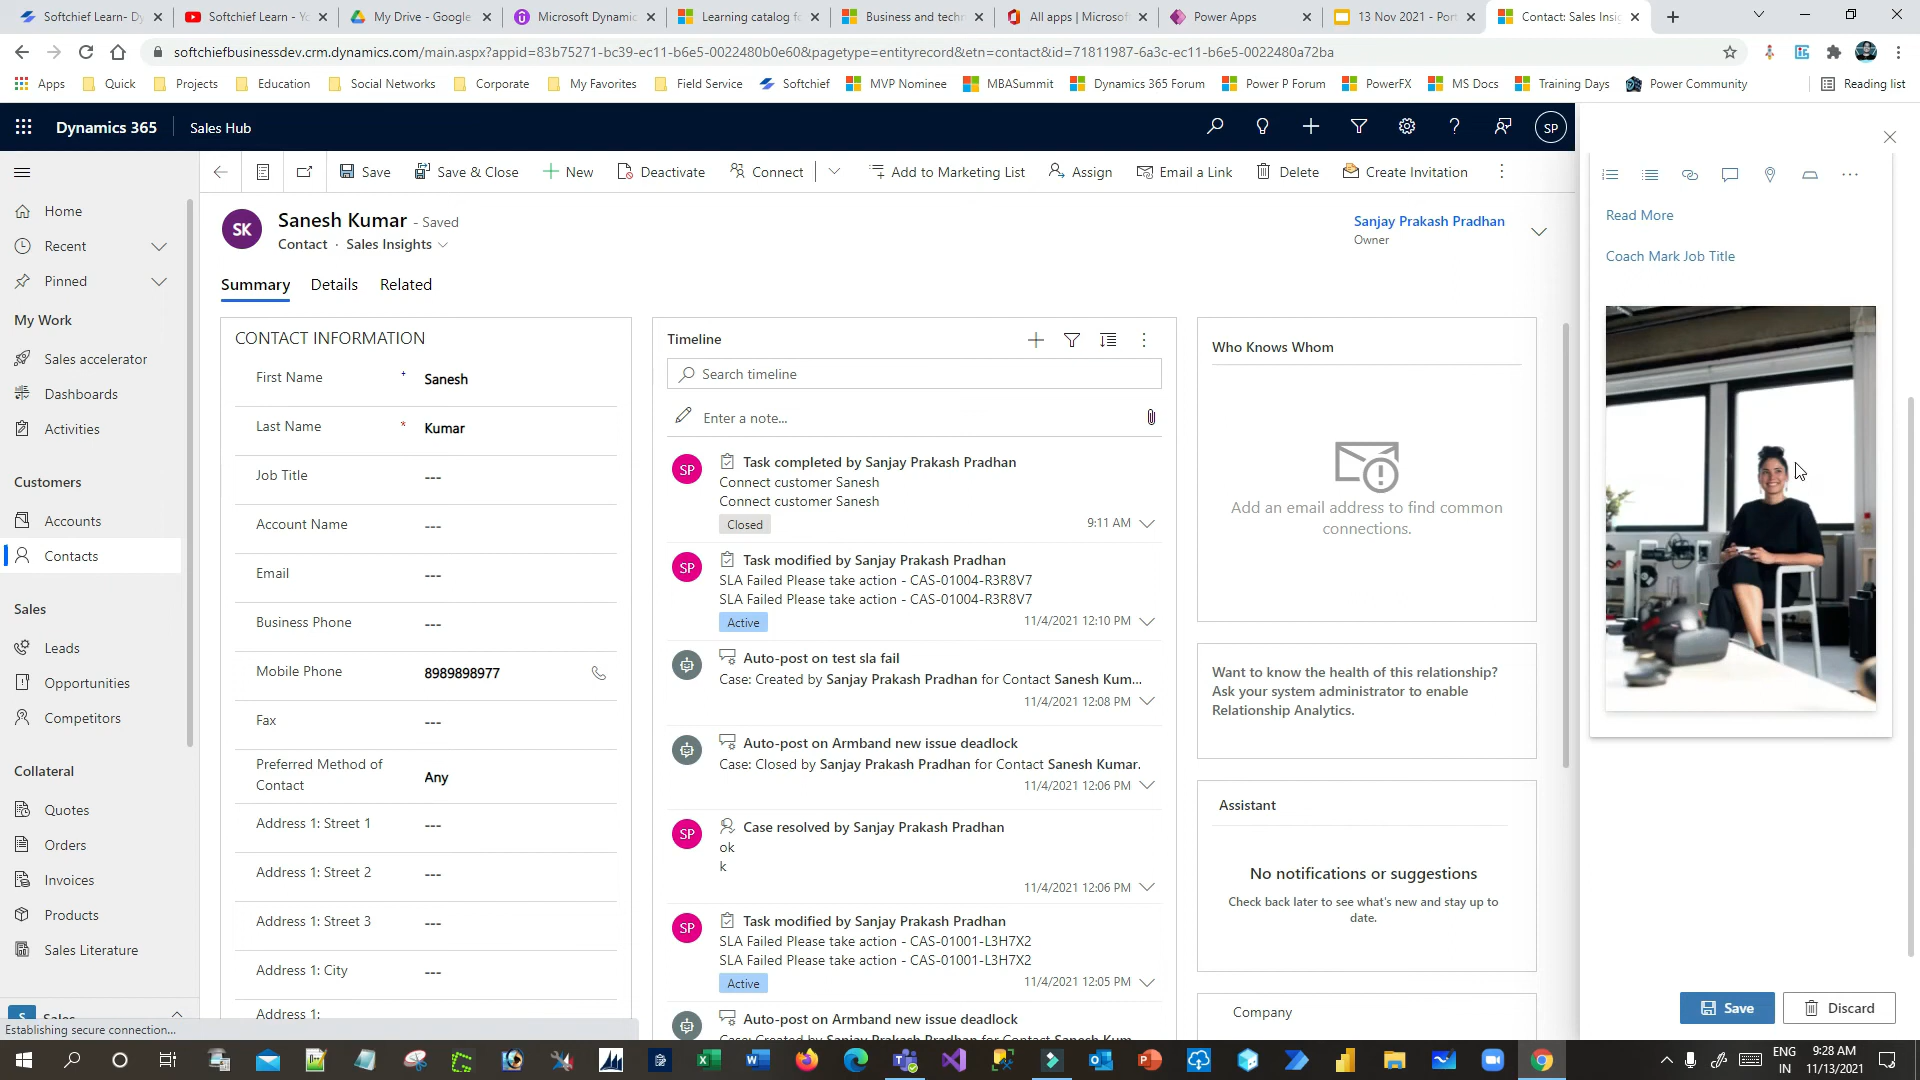 Softchief Learn- Dy
Softchief Learn - Yo
My Drive - Google
Microsoft Dynamic
Learning catalog fo
Business and techn
All apps | Microsof
Power Apps
13 Nov 2021 - Port
Contact: Sales Insig
softchiefbusinessdev.crm.dynamics.com/main.aspx?appid=83b75271-bc39-ec11-b6e5-0022480b0e60&pagetype=entityrecord&etn=contact&id=71811987-6a3c-ec11-b6e5-0022480a72ba
Apps
Quick
Projects
Education
Social Networks
My Favorites
Corporate
Field Service
Softchief
MVP Nominee
MBASummit
Dynamics 365 Forum
Power P Forum
PowerFX
MS Docs
Training Days
Power Community
Reading list
Dynamics 365
Sales Hub
SP
Save
Save & Close
New
Deactivate
Connect
Add to Marketing List
Assign
Email a Link
Delete
Create Invitation
Home
Recent
Pinned
My Work
Sales accelerator
Dashboards
Activities
Customers
Accounts
Contacts
Sales
Leads
Opportunities
Competitors
Collateral
Quotes
Orders
Invoices
Products
Sales Literature
S
Sales
Establishing secure connection...
SK
Sanesh Kumar - Saved
Contact · Sales Insights
Sanjay Prakash Pradhan
Owner
Summary
Details
Related
CONTACT INFORMATION
First Name + Sanesh
Last Name * Kumar
Job Title ---
Account Name ---
Email ---
Business Phone ---
Mobile Phone 8989898977
Fax ---
Preferred Method of
Contact
Any
Address 1: Street 1 ---
Address 1: Street 2 ---
Address 1: Street 3 ---
Address 1: City ---
Address 1:
Timeline
Search timeline
Enter a note...
SP
Task completed by Sanjay Prakash Pradhan
Connect customer Sanesh
Connect customer Sanesh
Closed
9:11 AM
SP
Task modified by Sanjay Prakash Pradhan
SLA Failed Please take action - CAS-01004-R3R8V7
SLA Failed Please take action - CAS-01004-R3R8V7
Active
11/4/2021 12:10 PM
Auto-post on test sla fail
Case: Created by Sanjay Prakash Pradhan for Contact Sanesh Kum...
11/4/2021 12:08 PM
Auto-post on Armband new issue deadlock
Case: Closed by Sanjay Prakash Pradhan for Contact Sanesh Kumar.
11/4/2021 12:06 PM
SP
Case resolved by Sanjay Prakash Pradhan
ok
k
11/4/2021 12:06 PM
SP
Task modified by Sanjay Prakash Pradhan
SLA Failed Please take action - CAS-01001-L3H7X2
SLA Failed Please take action - CAS-01001-L3H7X2
Active
11/4/2021 12:05 PM
Auto-post on Armband new issue deadlock
Case: Created by Sanjay Prakash Pradhan for Contact Sanesh Kum
Who Knows Whom
Add an email address to find common
connections.
Want to know the health of this relationship?
Ask your system administrator to enable
Relationship Analytics.
Assistant
No notifications or suggestions
Check back later to see what's new and stay up to
date.
Company
Read More
Coach Mark Job Title
Save
Discard
ENG
IN
9:28 AM
11/13/2021